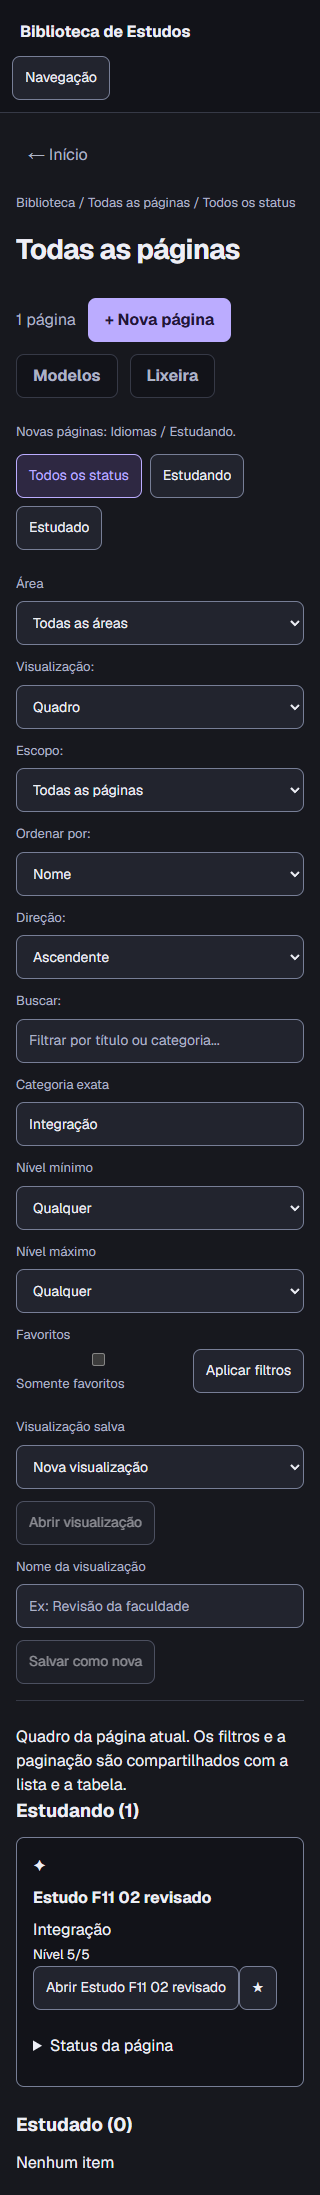 Biblioteca de Estudos
Navegação
← Início
Biblioteca / Todas as páginas / Todos os status
Todas as páginas
1 página
+ Nova página
Modelos
Lixeira
Novas páginas: Idiomas / Estudando.
Todos os status
Estudando
Estudado
Área
Todas as áreas
Visualização:
Quadro
Escopo:
Todas as páginas
Ordenar por:
Nome
Direção:
Ascendente
Buscar:
Filtrar por título ou categoria...
Categoria exata
Integração
Nível mínimo
Qualquer
Nível máximo
Qualquer
Favoritos
Somente favoritos
Aplicar filtros
Visualização salva
Nova visualização
Abrir visualização
Nome da visualização
Ex: Revisão da faculdade
Salvar como nova
Quadro da página atual. Os filtros e a
paginação são compartilhados com a
lista e a tabela.
Estudando (1)
✦
Estudo F11 02 revisado
Integração
Nível 5/5
Abrir Estudo F11 02 revisado
★
▶ Status da página
Estudado (0)
Nenhum item